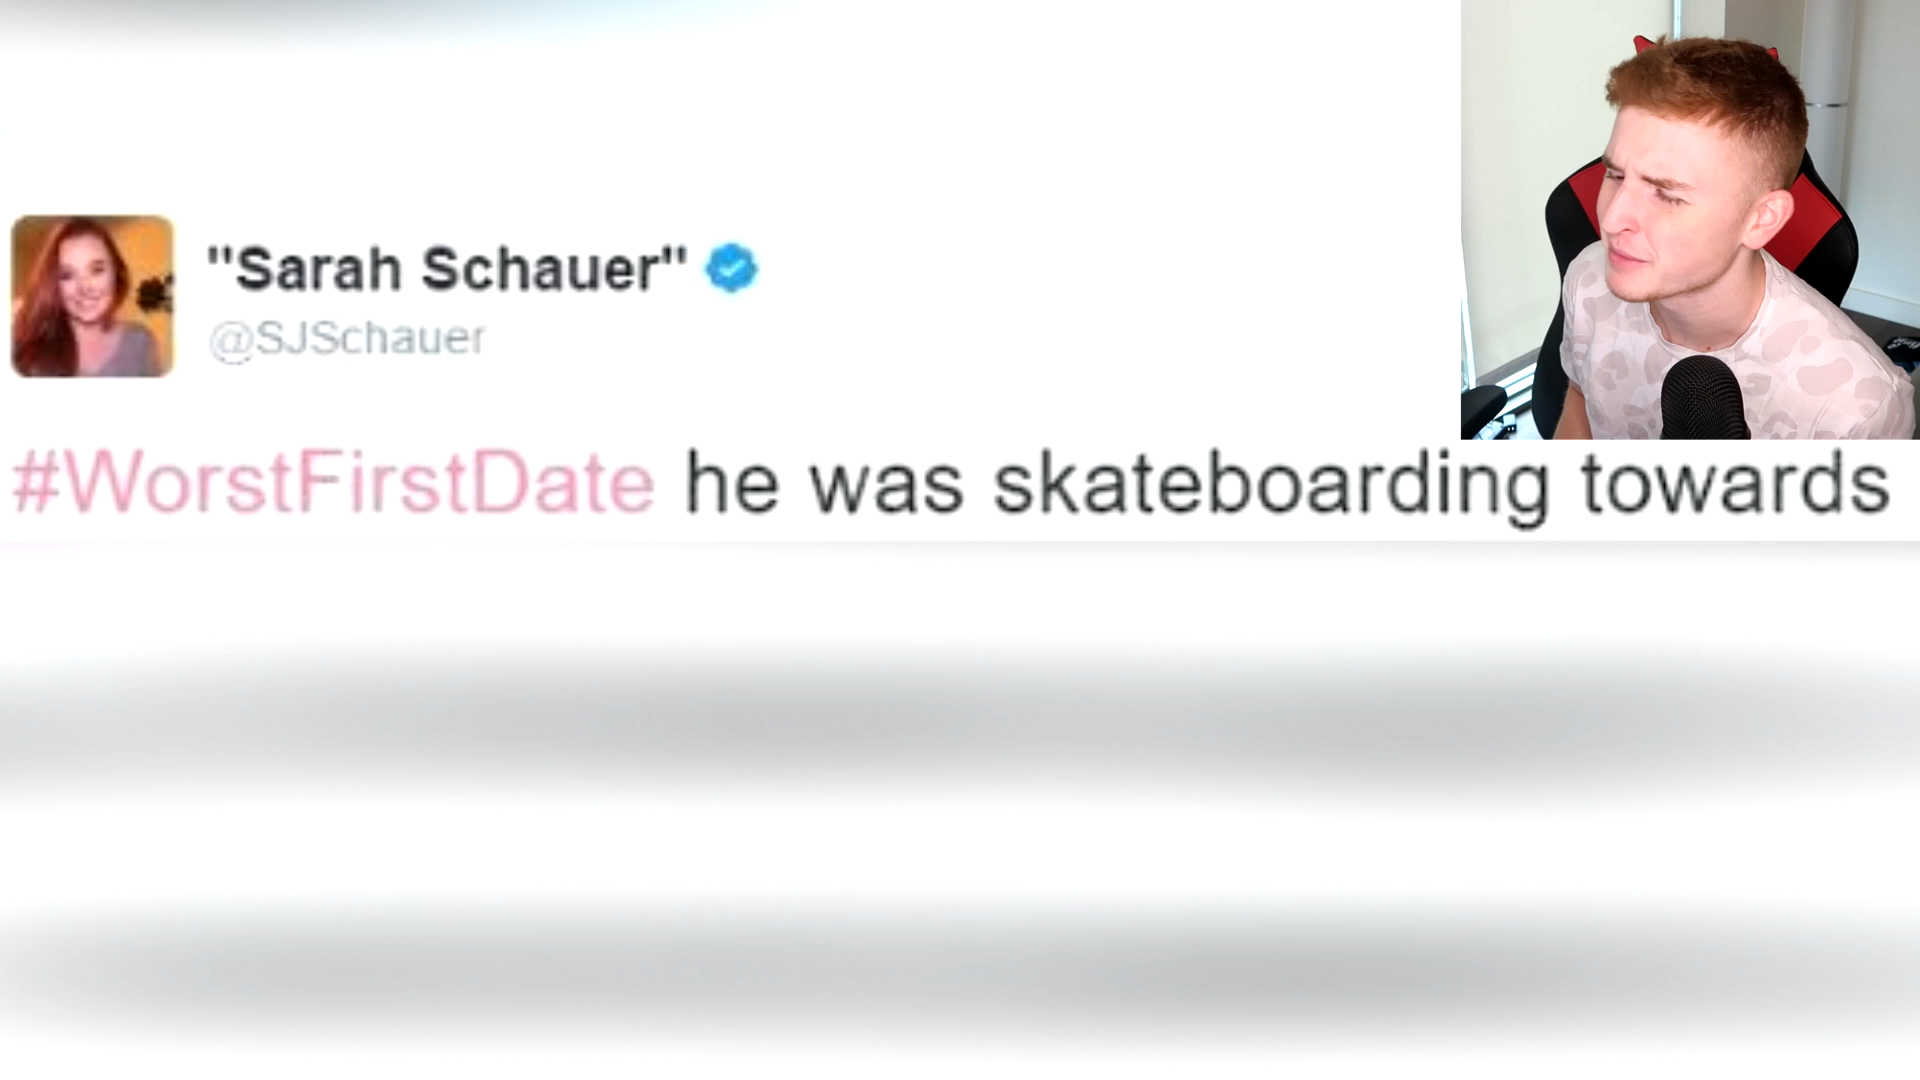 "Sarah Schauer"
@SJSchauer
#WorstFirstDate he was skateboarding towards